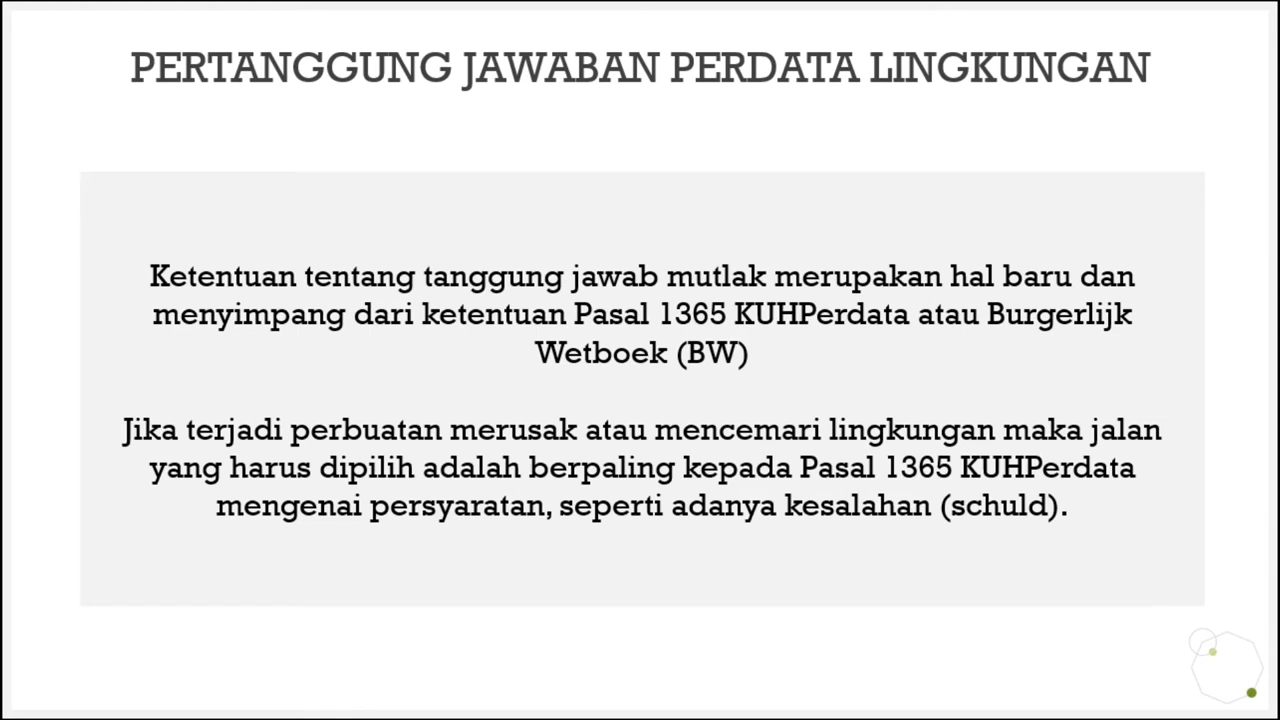 PERTANGGUNG JAWABAN PERDATA LINGKUNGAN
Ketentuan tentang tanggung jawab mutlak merupakan hal baru dan
menyimpang dari ketentuan Pasal 1365 KUHPerdata atau Burgerlijk
Wetboek (BW)
Jika terjadi perbuatan merusak atau mencemari lingkungan maka jalan
yang harus dipilih adalah berpaling kepada Pasal 1365 KUHPerdata
mengenai persyaratan, seperti adanya kesalahan (schuld).